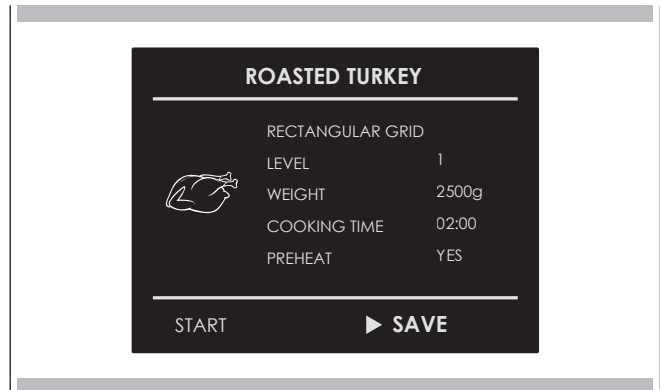 ROASTED TURKEY
RECTANGULAR GRID
LEVEL 1
WEIGHT 2500g
COOKING TIME 02:00
PREHEAT YES
START ▶ SAVE